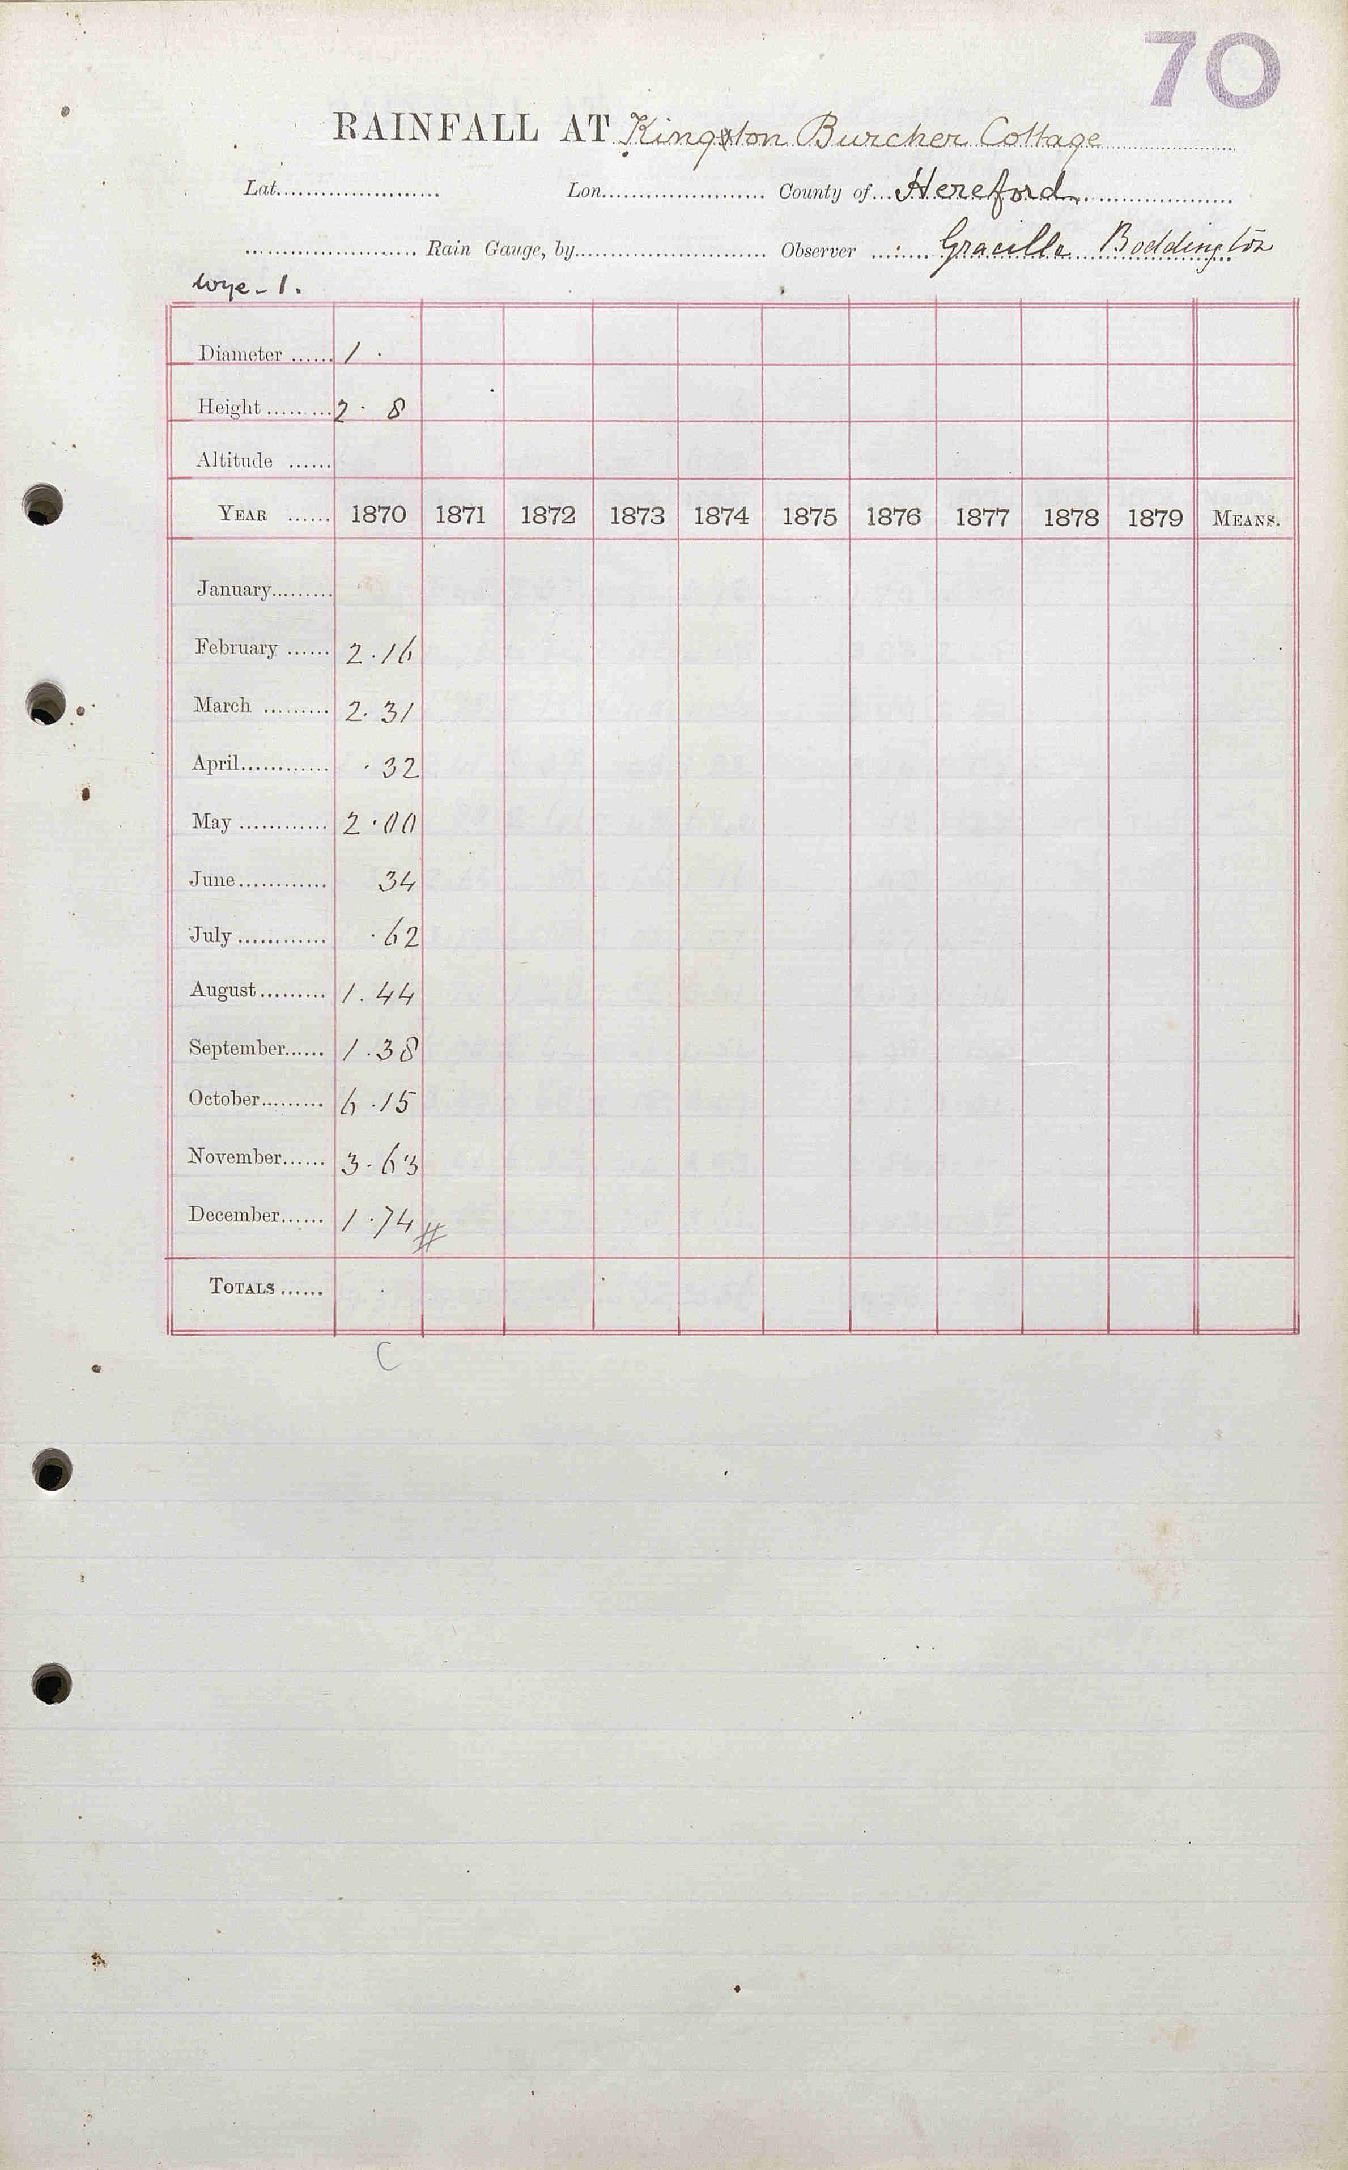 70
RAINFALL AT Kingston Burcher Cottage
Lat. Lon. County of Hereford
Rain Gauge, by Observer Gracilla Boddington
Wye - 1.
Diameter 1 ·
Height 2 · 8
Altitude
YEAR 1870 1871 1872 1873 1874 1875 1876 1877 1878 1879 MEANS.
January
February 2.16
March 2.31
April .32
May 2.00
June 34
July .62
August 1.44
September 1.38
October 6.15
November 3.63
December 1.74 #
TOTALS
C